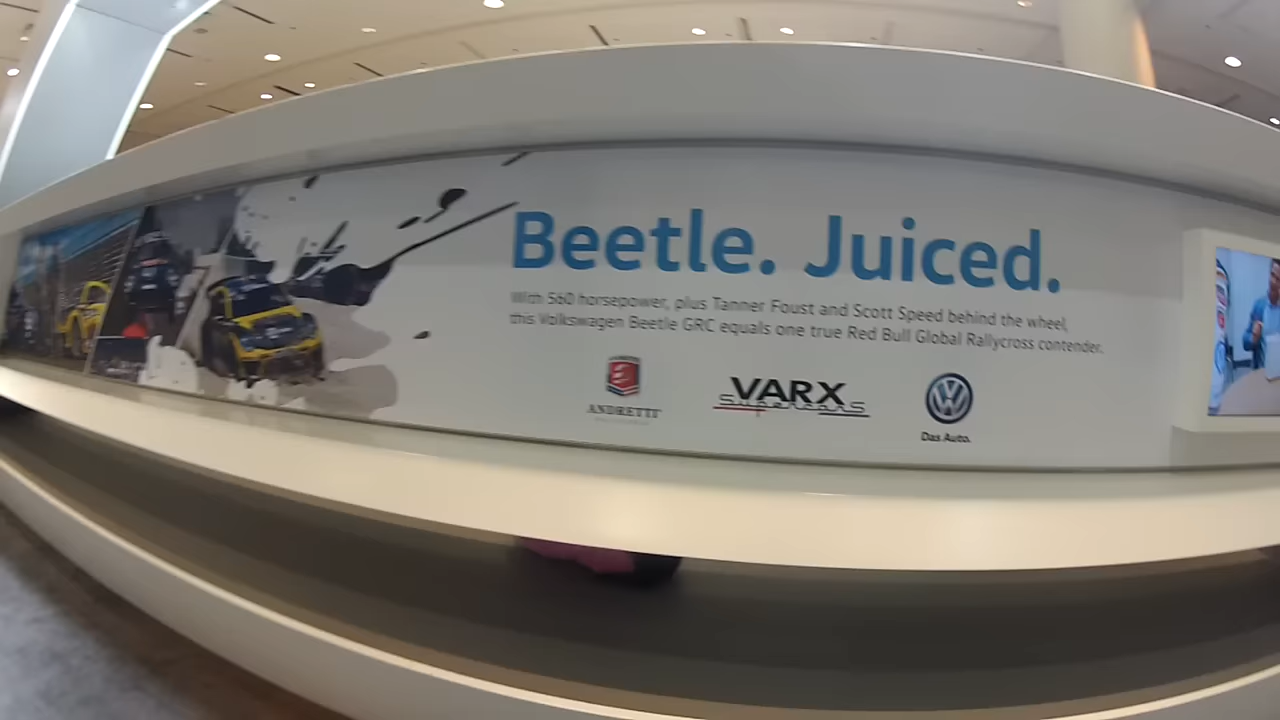 Beetle. Juiced.
With 560 horsepower, plus Tanner Foust and Scott Speed behind the wheel,
this Volkswagen Beetle GRC equals one true Red Bull Global Rallycross contender.
ANDRETTI
VARX
supercars
Das Auto.